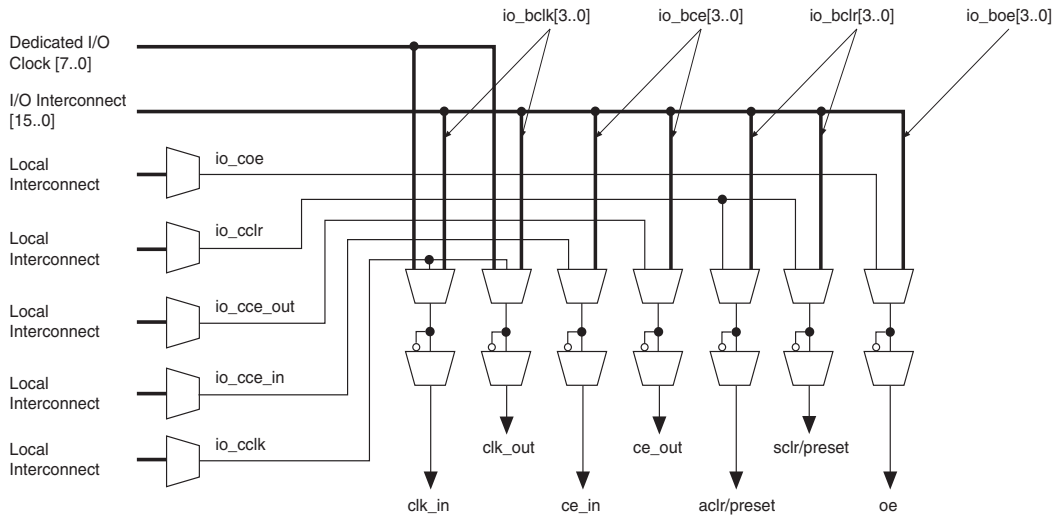 io_bclk[3..0]
io_bce[3..0]
io_bclr[3..0]
io_boe[3..0]
Dedicated I/O
Clock [7..0]
I/O Interconnect
[15..0]
Local
Interconnect
io_coe
Local
Interconnect
io_cclr
Local
Interconnect
io_cce_out
Local
Interconnect
io_cce_in
Local
Interconnect
io_cclk
clk_out
ce_out
sclr/preset
clk_in
ce_in
aclr/preset
oe